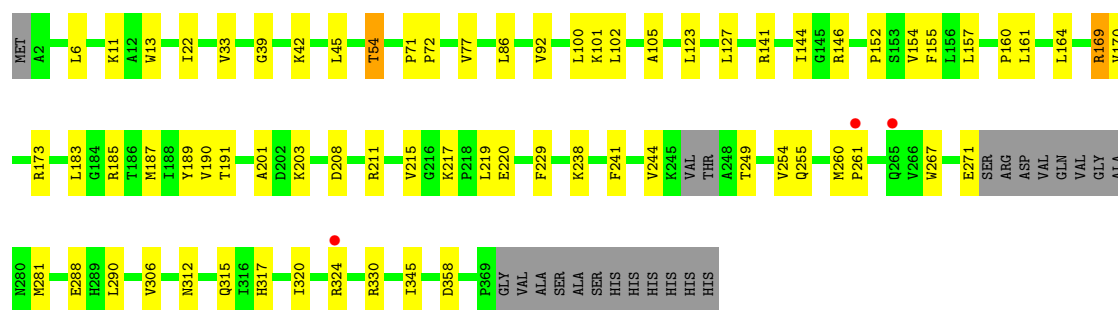 MET A2 L6 K11 A12 W13 I22 V33 G39 K42 L45 T54 P71 P72 V77 L86 V92 L100 K101 L102 A105 L123 L127 R141 I144 G145 R146 P152 S153 V154 F155 L156 L157 P160 L161 L164 R169 V170
R173 L183 G184 R185 T186 M187 I188 Y189 V190 T191 A201 D202 K203 D208 R211 V215 G216 K217 P218 L219 E220 F229 K238 F241 V244 K245 VAL THR A248 T249 V254 Q255 M260 P261 Q265 V266 W267 E271 SER ARG ASP VAL GLN VAL GLY ALA
N280 M281 E288 H289 L290 V306 N312 Q315 I316 H317 I320 R324 R330 I345 D358 P369 GLY VAL ALA SER ALA SER HIS HIS HIS HIS HIS HIS